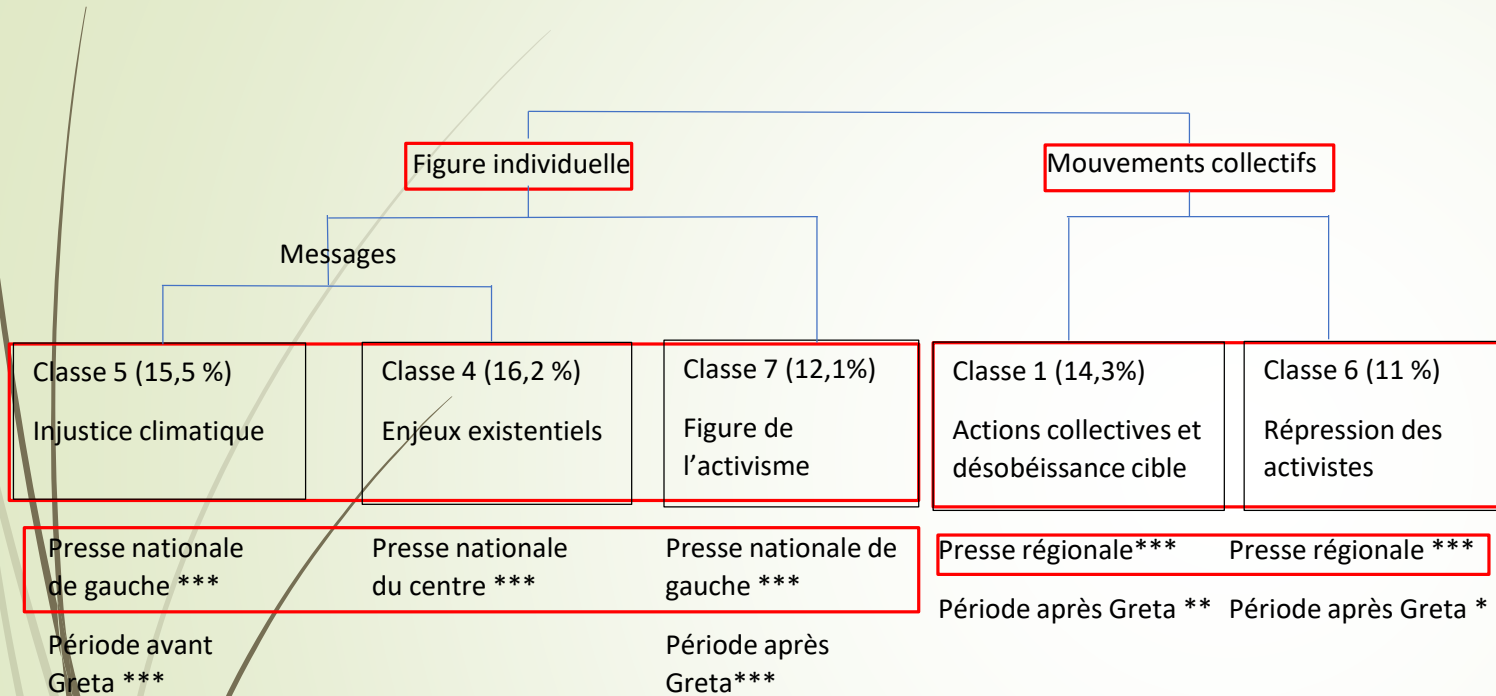 Figure individuelle
Mouvements collectifs
Messages
Classe 5 (15,5 %)
Injustice climatique
Classe 4 (16,2 %)
Enjeux existentiels
Classe 7 (12,1%)
Figure de
l’activisme
Classe 1 (14,3%)
Actions collectives et
désobéissance cible
Classe 6 (11 %)
Répression des
activistes
Presse nationale
de gauche ***
Presse nationale
du centre ***
Presse nationale de
gauche ***
Presse régionale***
Presse régionale ***
Période avant
Greta ***
Période après
Greta***
Période après Greta **
Période après Greta *